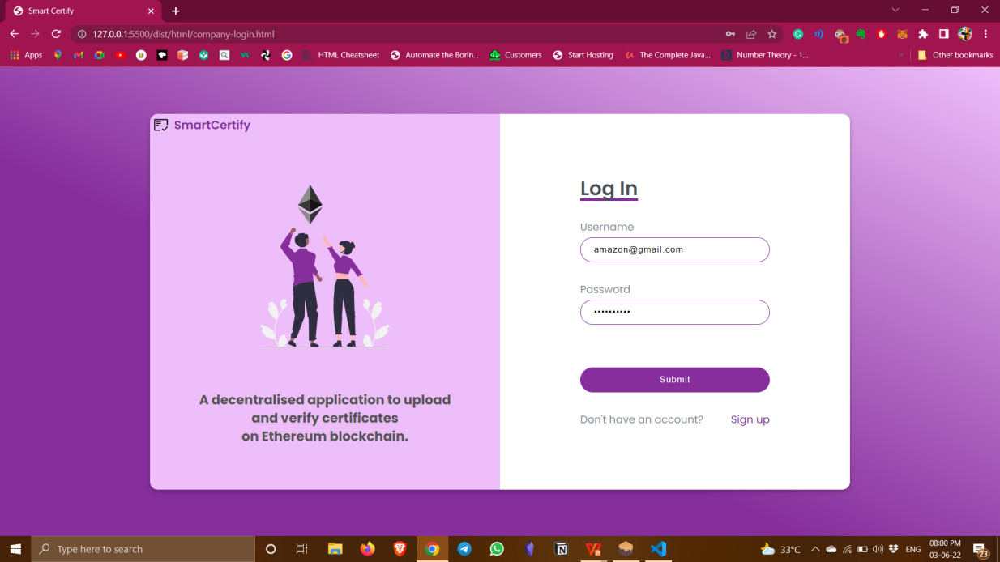 Smart Certify
127.0.0.1:5500/dist/html/company-login.html
Apps
HTML Cheatsheet
Automate the Borin...
Customers
Start Hosting
The Complete Java...
Number Theory - 1...
Other bookmarks
SmartCertify
A decentralised application to upload
and verify certificates
on Ethereum blockchain.
Log In
Username
amazon@gmail.com
Password
••••••••••
Submit
Don't have an account? Sign up
Type here to search
33°C
ENG
08:00 PM
03-06-22
23